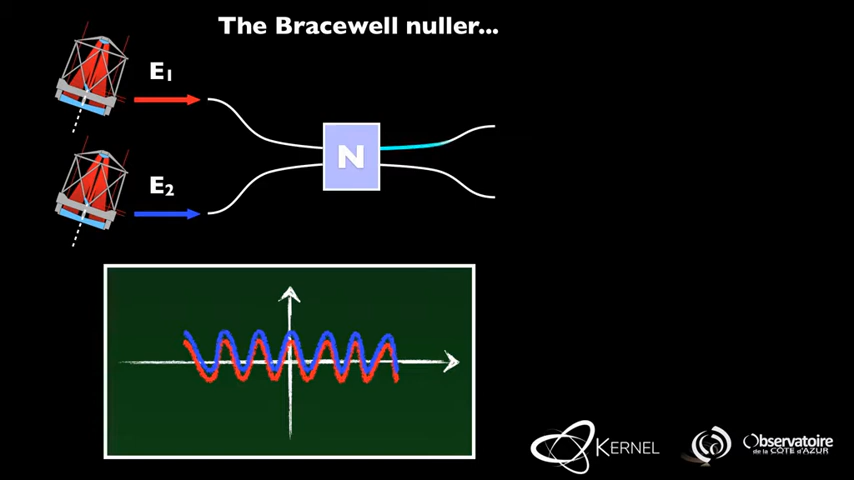 The Bracewell nuller...
E1
N
E2
KERNEL
Observatoire
de la CÔTE d'AZUR